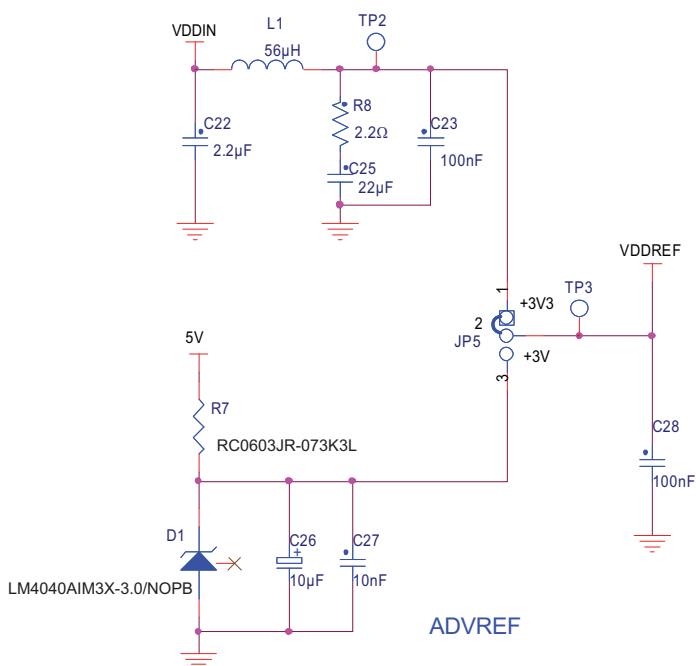 L1
TP2
VDDIN
56µH
R8
2.2Ω
C22
2.2µF
C23
100nF
C25
22µF
VDDREF
TP3
1
+3V3
2
JP5
+3V
3
5V
R7
RC0603JR-073K3L
C28
100nF
D1
LM4040AIM3X-3.0/NOPB
C26
+
10µF
C27
10nF
ADVREF